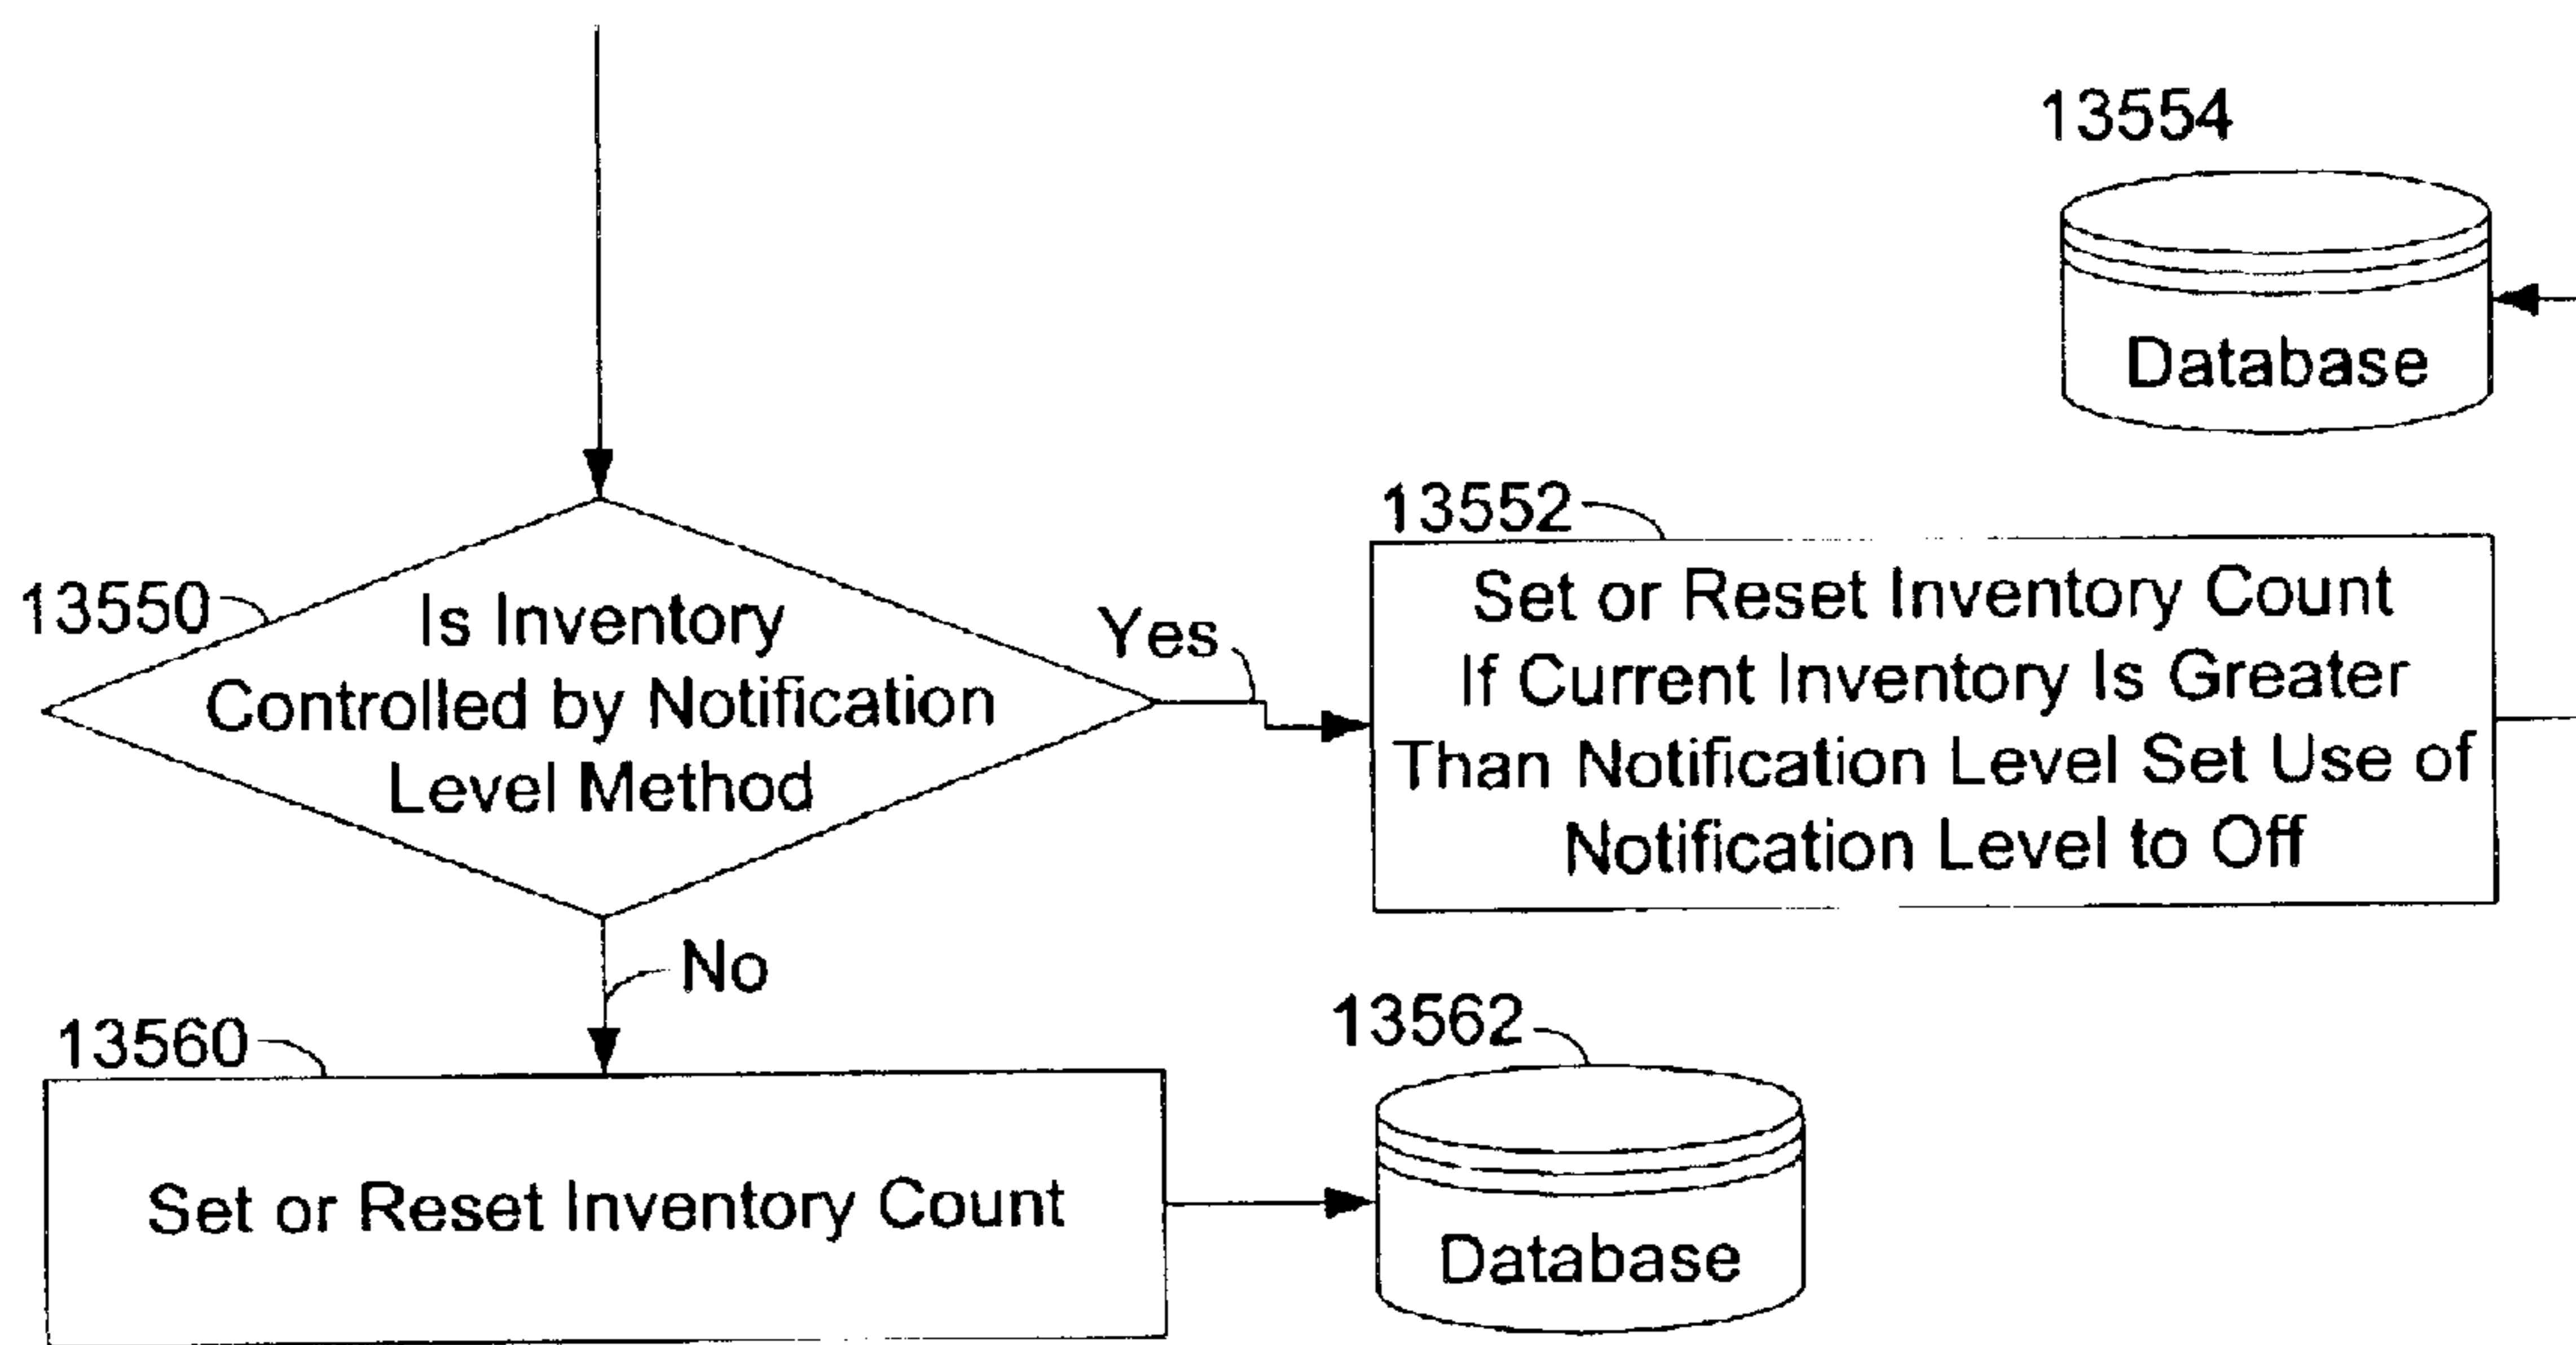 13554
Database
13552
Set or Reset Inventory Count
If Current Inventory Is Greater
Than Notification Level Set Use of
Notification Level to Off
13550
Is Inventory
Controlled by Notification
Level Method
Yes
No
13560
Set or Reset Inventory Count
13562
Database